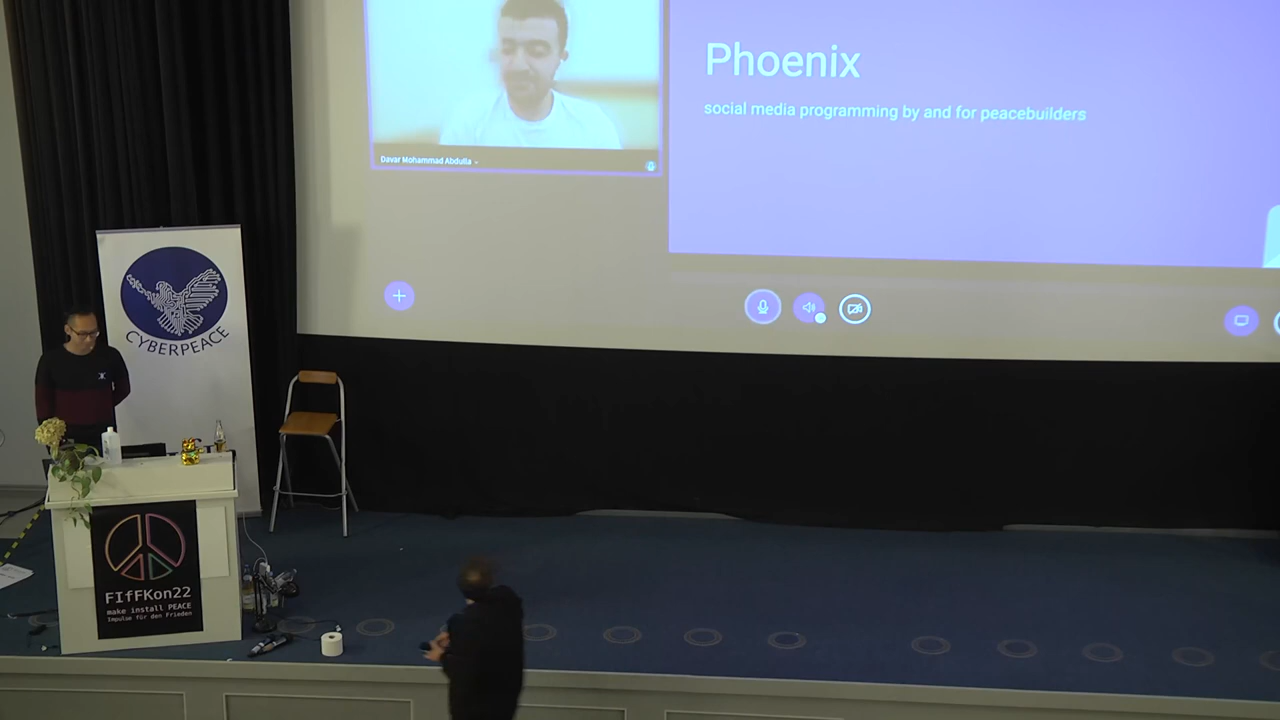 Phoenix
social media programming by and for peacebuilders
Davar Mohammad Abdulla
CYBERPEACE
FIfFKon22
make install PEACE
Impulse für den Frieden